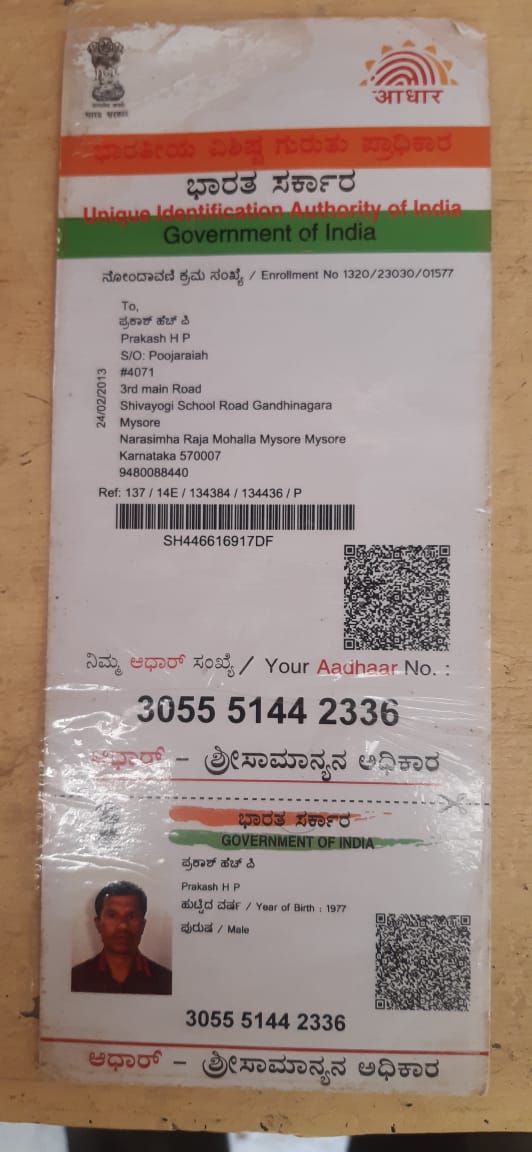 भारत सरकार
आधार
ಭಾರತೀಯ ವಿಶಿಷ್ಟ ಗುರುತು ಪ್ರಾಧಿಕಾರ
ಭಾರತ ಸರ್ಕಾರ
Unique Identification Authority of India
Government of India
ನೋಂದಾವಣಿ ಕ್ರಮ ಸಂಖ್ಯೆ / Enrollment No 1320/23030/01577
To,
ಪ್ರಕಾಶ್ ಹೆಚ್ ಪಿ
Prakash H P
S/O: Poojaraiah
#4071
3rd main Road
Shivayogi School Road Gandhinagara
Mysore
Narasimha Raja Mohalla Mysore Mysore
Karnataka 570007
9480088440
24/02/2013
Ref: 137 / 14E / 134384 / 134436 / P
SH446616917DF
ನಿಮ್ಮ ಆಧಾರ್ ಸಂಖ್ಯೆ / Your Aadhaar No. :
3055 5144 2336
ಆಧಾರ್ – ಶ್ರೀಸಾಮಾನ್ಯನ ಅಧಿಕಾರ
ಭಾರತ ಸರ್ಕಾರ
GOVERNMENT OF INDIA
ಪ್ರಕಾಶ್ ಹೆಚ್ ಪಿ
Prakash H P
ಹುಟ್ಟಿದ ವರ್ಷ / Year of Birth : 1977
ಪುರುಷ / Male
3055 5144 2336
ಆಧಾರ್ – ಶ್ರೀಸಾಮಾನ್ಯನ ಅಧಿಕಾರ